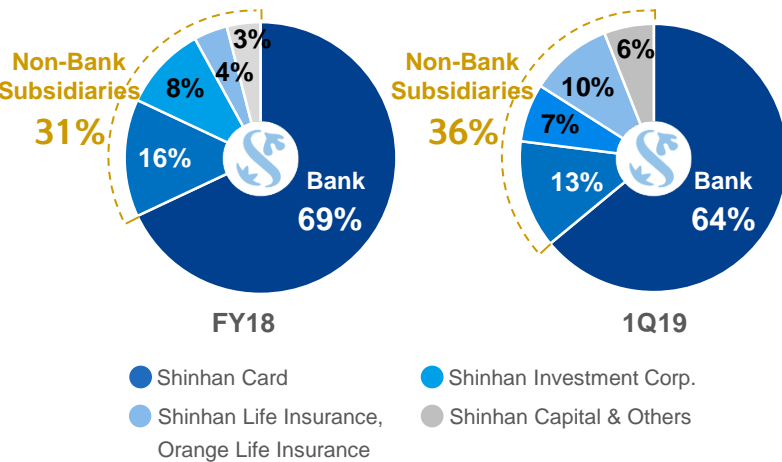 Non-Bank
Subsidiaries
31%
3%
4%
8%
16%
Bank
69%
FY18
Non-Bank
Subsidiaries
36%
6%
10%
7%
13%
Bank
64%
1Q19
Shinhan Card
Shinhan Investment Corp.
Shinhan Life Insurance,
Orange Life Insurance
Shinhan Capital & Others